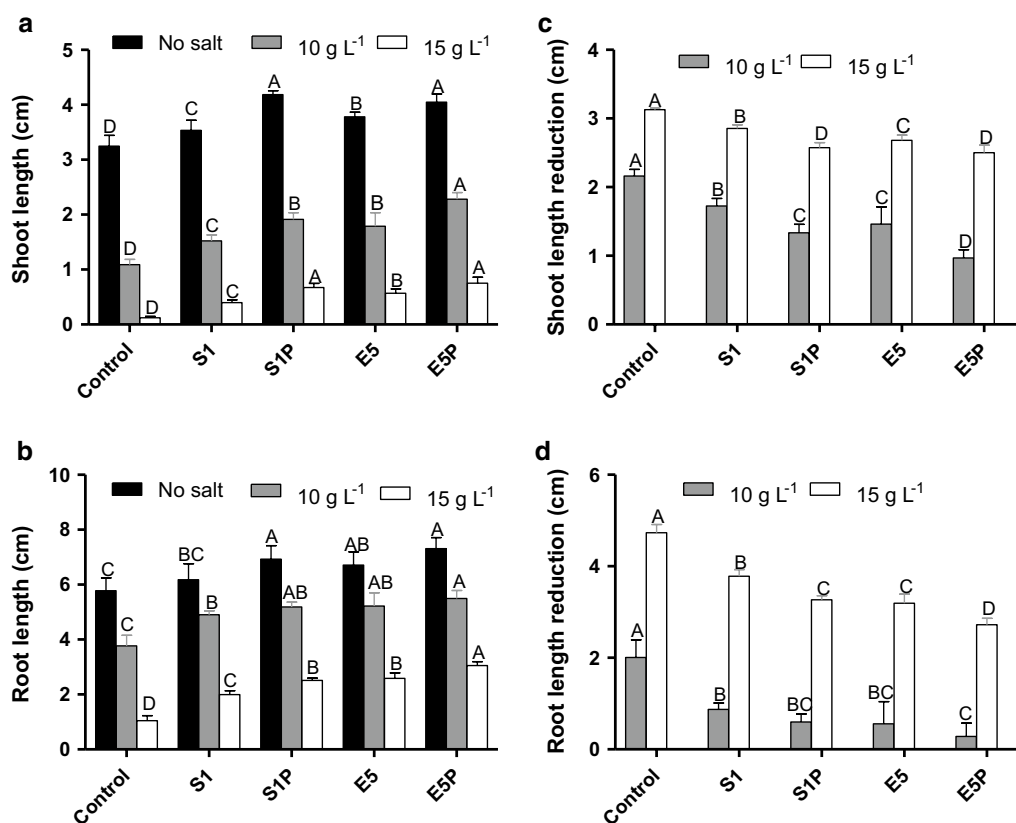 a
No salt 10 g L⁻¹ 15 g L⁻¹
Shoot length (cm)
5
4
3
2
1
0
D D D
C C C
A B A
B B B
A A A
Control S1 S1P E5 E5P
c
10 g L⁻¹ 15 g L⁻¹
Shoot length reduction (cm)
4
3
2
1
0
A A
B B
C D
C C
D D
Control S1 S1P E5 E5P
b
No salt 10 g L⁻¹ 15 g L⁻¹
Root length (cm)
10
8
6
4
2
0
C C D
BC B C
A AB B
AB AB B
A A A
Control S1 S1P E5 E5P
d
10 g L⁻¹ 15 g L⁻¹
Root length reduction (cm)
6
4
2
0
A A
B B
BC C
BC C
C D
Control S1 S1P E5 E5P